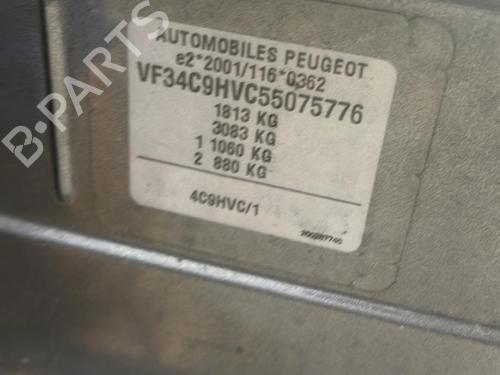 AUTOMOBILES PEUGEOT
e2*2001/116*0362
VF34C9HVC55075776
1813 KG
3083 KG
1 1060 KG
2 880 KG
4C9HVC/1
B-PARTS